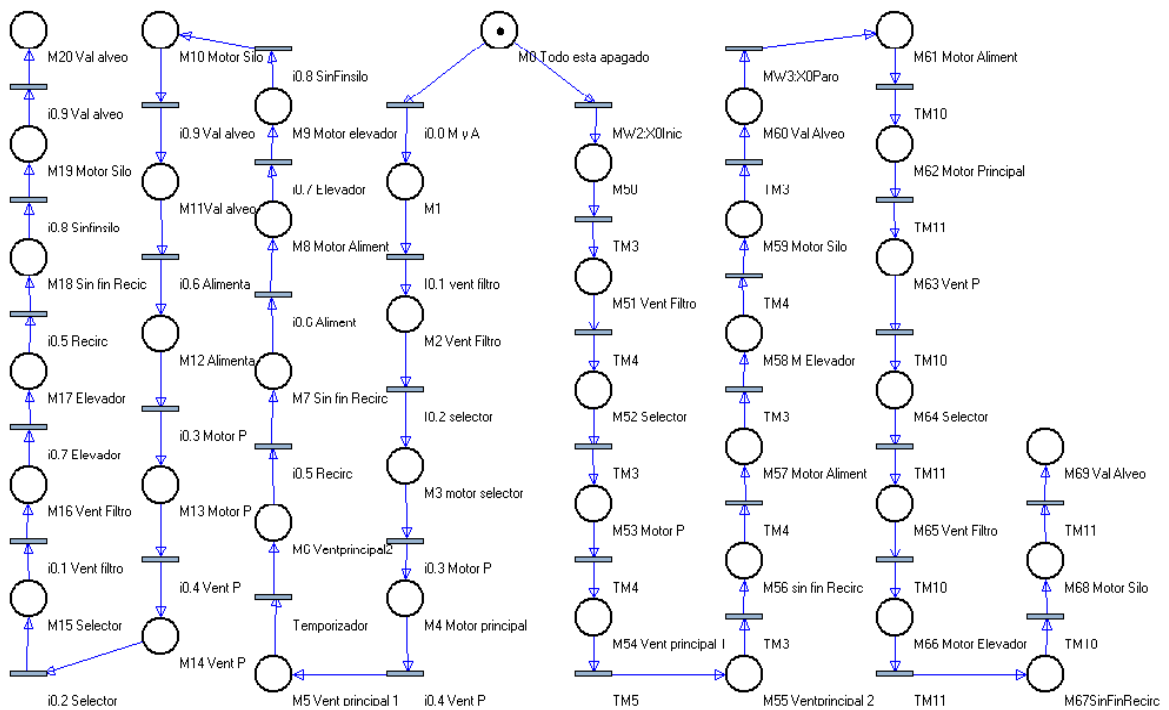 M20 Val alveo
i0.9 Val alveo
M19 Motor Silo
i0.8 Sinfinsilo
M18 Sin fin Recic
i0.5 Recirc
M17 Elevador
i0.7 Elevador
M16 Vent Filtro
i0.1 Vent filtro
M15 Selector
i0.2 Selector
M10 Motor Silo
i0.9 Val alveo
M11Val alveo
i0.6 Alimenta
M12 Alimenta
i0.3 Motor P
M13 Motor P
i0.4 Vent P
M14 Vent P
i0.8 SinFinsilo
M9 Motor elevador
i0.7 Elevador
M8 Motor Aliment
i0.6 Aliment
M7 Sin fin Recirc
i0.5 Recirc
M6 Ventprincipal2
Temporizador
M5 Vent principal 1
M0 Todo esta apagado
i0.0 M y A
M1
I0.1 vent filtro
M2 Vent Filtro
I0.2 selector
M3 motor selector
i0.3 Motor P
M4 Motor principal
i0.4 Vent P
MW2:X0Inic
M50
TM3
M51 Vent Filtro
TM4
M52 Selector
TM3
M53 Motor P
TM4
M54 Vent principal 1
TM5
MW3:X0Paro
M60 Val Alveo
TM3
M59 Motor Silo
TM4
M58 M Elevador
TM3
M57 Motor Aliment
TM4
M56 sin fin Recirc
TM3
M55 Ventprincipal 2
M61 Motor Aliment
TM10
M62 Motor Principal
TM11
M63 Vent P
TM10
M64 Selector
TM11
M65 Vent Filtro
TM10
M66 Motor Elevador
TM11
M69 Val Alveo
TM11
M68 Motor Silo
TM10
M67SinFinRecirc